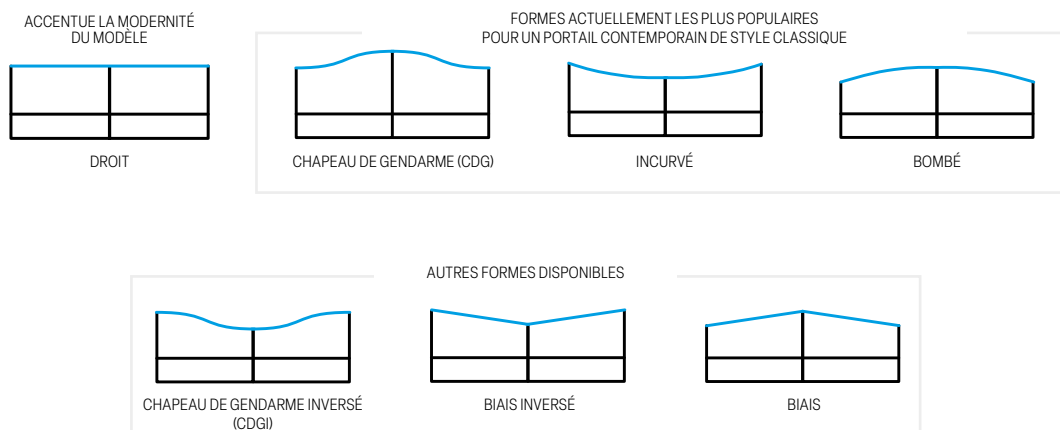 ACCENTUE LA MODERNITÉ
DU MODÈLE
FORMES ACTUELLEMENT LES PLUS POPULAIRES
POUR UN PORTAIL CONTEMPORAIN DE STYLE CLASSIQUE
DROIT
CHAPEAU DE GENDARME (CDG)
INCURVÉ
BOMBÉ
AUTRES FORMES DISPONIBLES
CHAPEAU DE GENDARME INVERSÉ
(CDGI)
BIAIS INVERSÉ
BIAIS